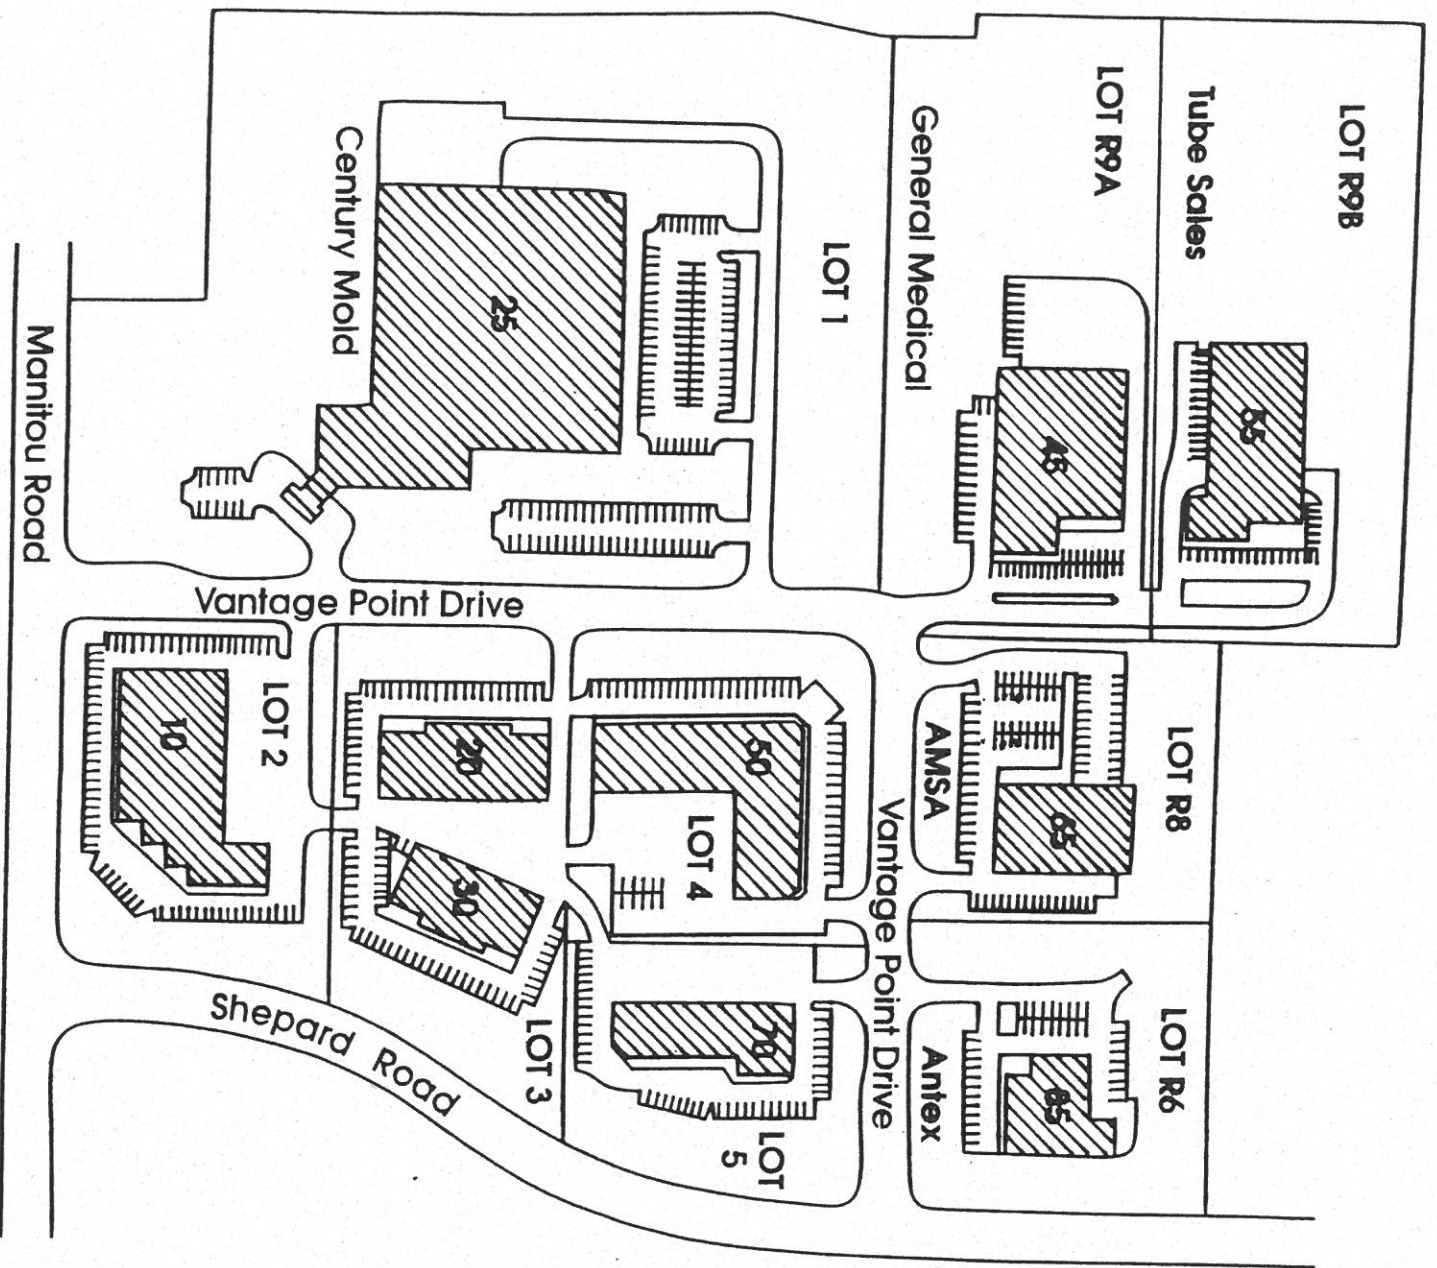 LOT R9B
Tube Sales
55
LOT R9A
General Medical
45
LOT 1
Century Mold
25
Manitou Road
Vantage Point Drive
LOT 2
10
20
30
LOT 3
50
LOT 4
Vantage Point Drive
AMSA
65
LOT R8
LOT R6
Antex
85
70
LOT
5
Shepard Road